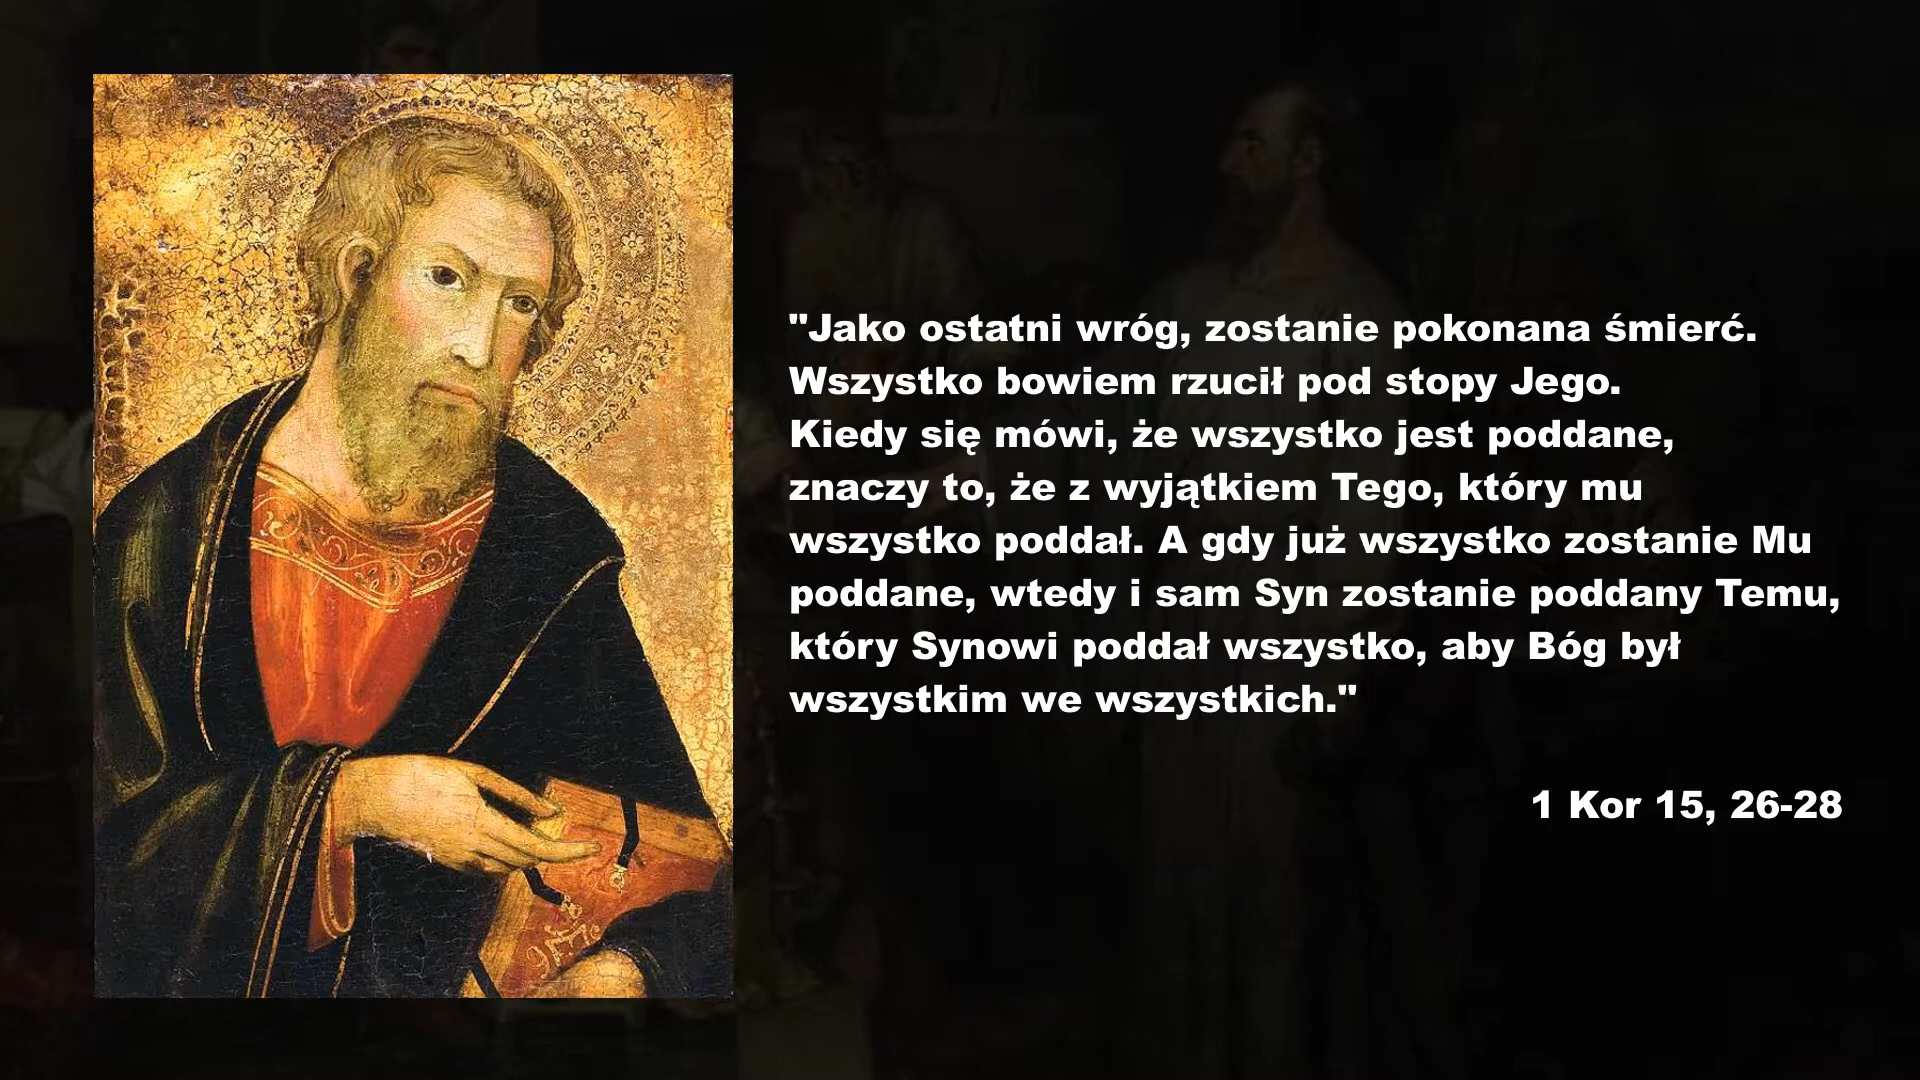 "Jako ostatni wróg, zostanie pokonana śmierć.
Wszystko bowiem rzucił pod stopy Jego.
Kiedy się mówi, że wszystko jest poddane,
znaczy to, że z wyjątkiem Tego, który mu
wszystko poddał. A gdy już wszystko zostanie Mu
poddane, wtedy i sam Syn zostanie poddany Temu,
który Synowi poddał wszystko, aby Bóg był
wszystkim we wszystkich."
1 Kor 15, 26-28